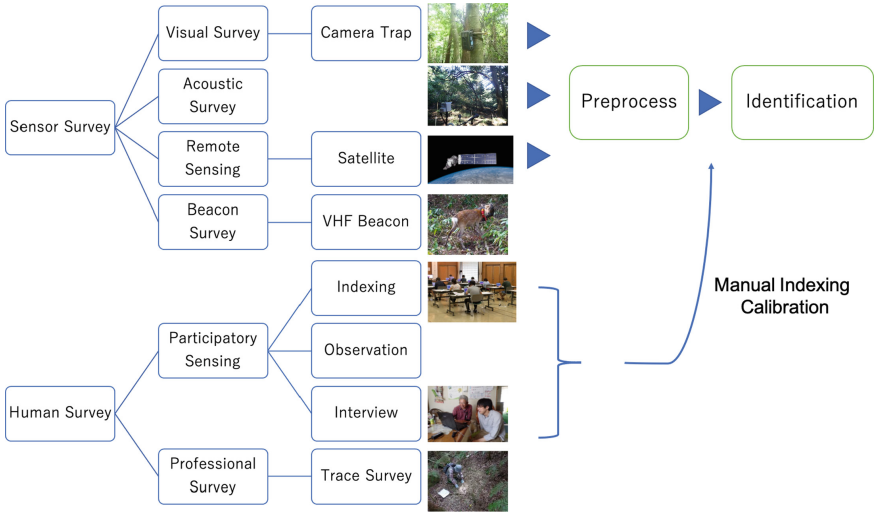 Visual Survey
Camera Trap
Acoustic
Survey
Sensor Survey
Remote
Sensing
Satellite
Beacon
Survey
VHF Beacon
Preprocess
Identification
Manual Indexing
Calibration
Indexing
Participatory
Sensing
Observation
Interview
Human Survey
Professional
Survey
Trace Survey